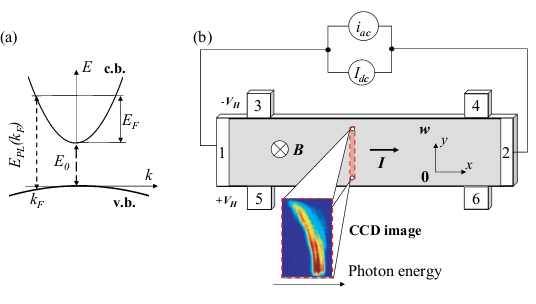 (a)
E
c.b.
E_F
E_PL(k_F)
E_0
k
k_F
v.b.
(b)
i_ac
I_dc
-V_H
3
4
1
B
w
y
I
x
0
2
+V_H
5
6
CCD image
Photon energy